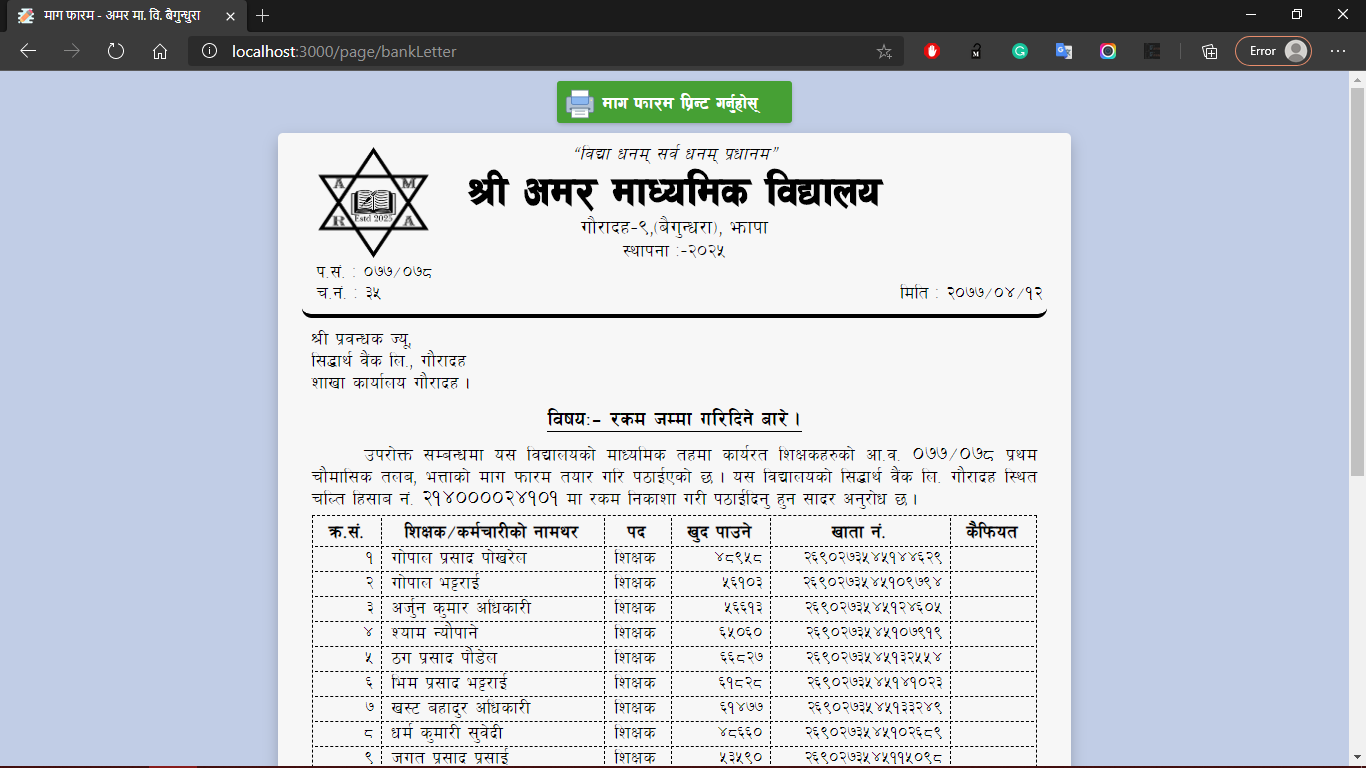 माग फारम - अमर मा. वि. बैगुन्धुरा
localhost:3000/page/bankLetter
Error
माग फारम प्रिन्ट गर्नुहोस्
“विद्या धनम् सर्व धनम् प्रधानम”
श्री अमर माध्यमिक विद्यालय
A M
Estd 2025
R A
गौरादह-९,(बैगुन्धरा), झापा
स्थापना :-२०२५
प.सं. : ०७७/०७८
च.नं. : ३५
मिति : २०७७/०४/१२
श्री प्रवन्धक ज्यू,
सिद्धार्थ वैंक लि., गौरादह
शाखा कार्यालय गौरादह ।
विषय:- रकम जम्मा गरिदिने बारे ।
उपरोक्त सम्बन्धमा यस विद्यालयको माध्यमिक तहमा कार्यरत शिक्षकहरुको आ.व. ०७७/०७८ प्रथम
चौमासिक तलब, भत्ताको माग फारम तयार गरि पठाईएको छ । यस विद्यालयको सिद्धार्थ वैंक लि. गौरादह स्थित
चल्ति हिसाब नं. २१४००००२४१०१ मा रकम निकाशा गरी पठाईदिनु हुन सादर अनुरोध छ ।
क्र.सं. शिक्षक/कर्मचारीको नामथर पद खुद पाउने खाता नं. कैफियत
१ गोपाल प्रसाद पोखरेल शिक्षक ४८९५८ २६९०२७३५४५१४४६२९
२ गोपाल भट्टराई शिक्षक ५६१०३ २६९०२७३५४५१०९७९४
३ अर्जुन कुमार अधिकारी शिक्षक ५६६१३ २६९०२७३५४५१२४६०५
४ श्याम न्यौपाने शिक्षक ६५०६० २६९०२७३५४५१०७९१९
५ ठग प्रसाद पौडेल शिक्षक ६६८२७ २६९०२७३५४५१३२५५४
६ भिम प्रसाद भट्टराई शिक्षक ६१८२८ २६९०२७३५४५१४१०२३
७ खस्ट बहादुर अधिकारी शिक्षक ६१४७७ २६९०२७३५४५१३३२४९
८ धर्म कुमारी सुवेदी शिक्षक ४८६६० २६९०२७३५४५१०२६८९
९ जगत प्रसाद प्रसाई शिक्षक ५३५९० २६९०२७३५४५११५०९८